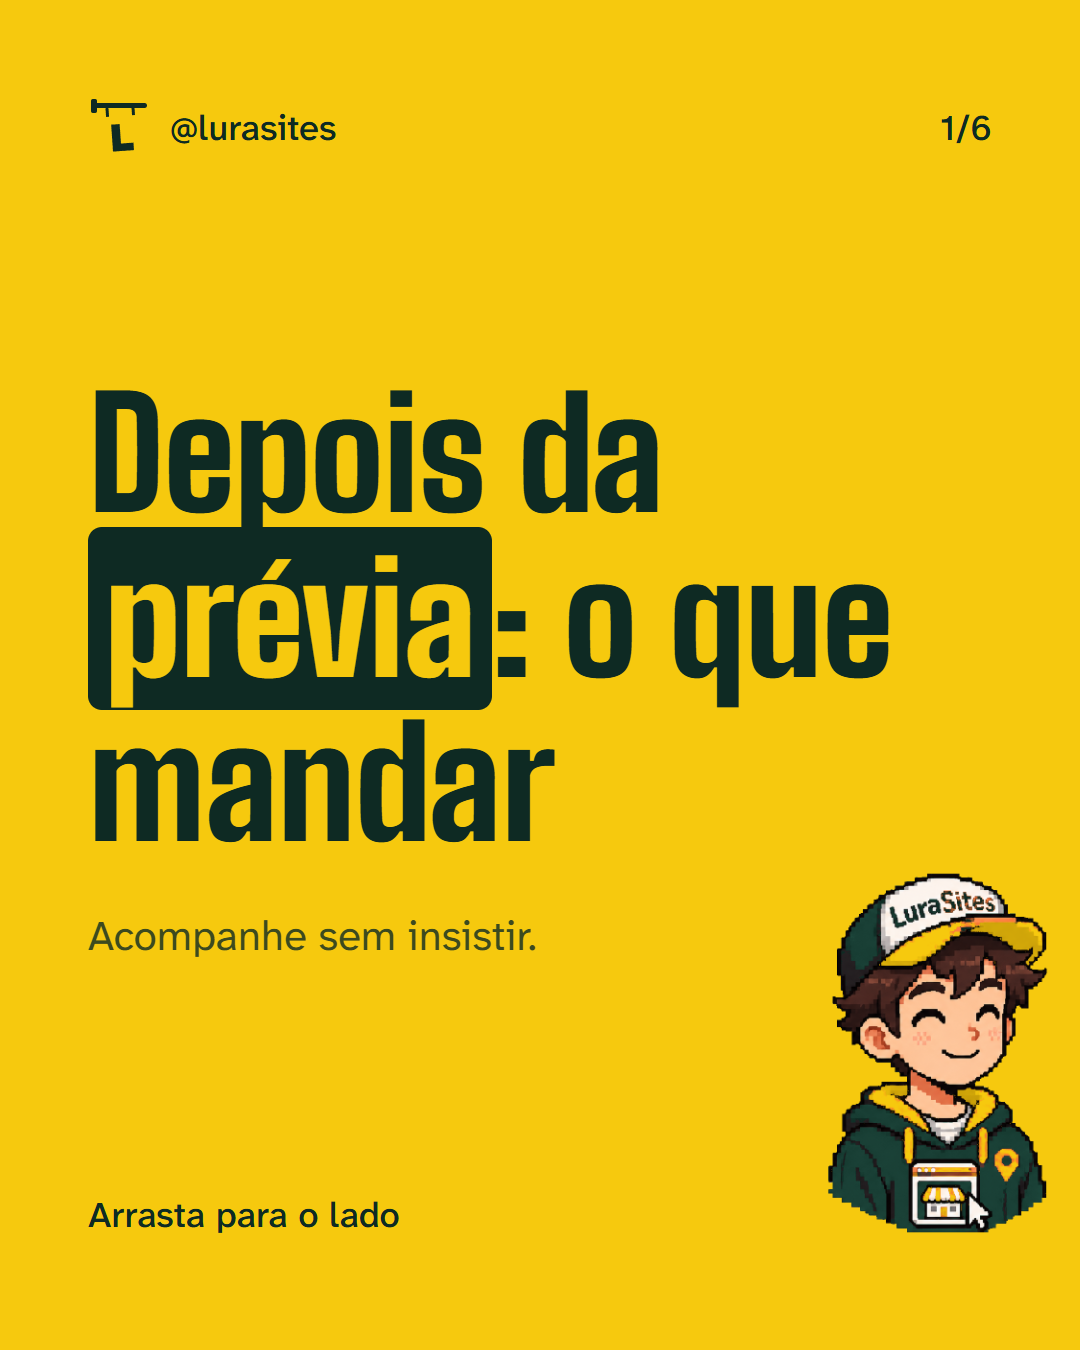 L
@lurasites
1/6
Depois da
prévia: o que
mandar
Acompanhe sem insistir.
LuraSites
Arrasta para o lado